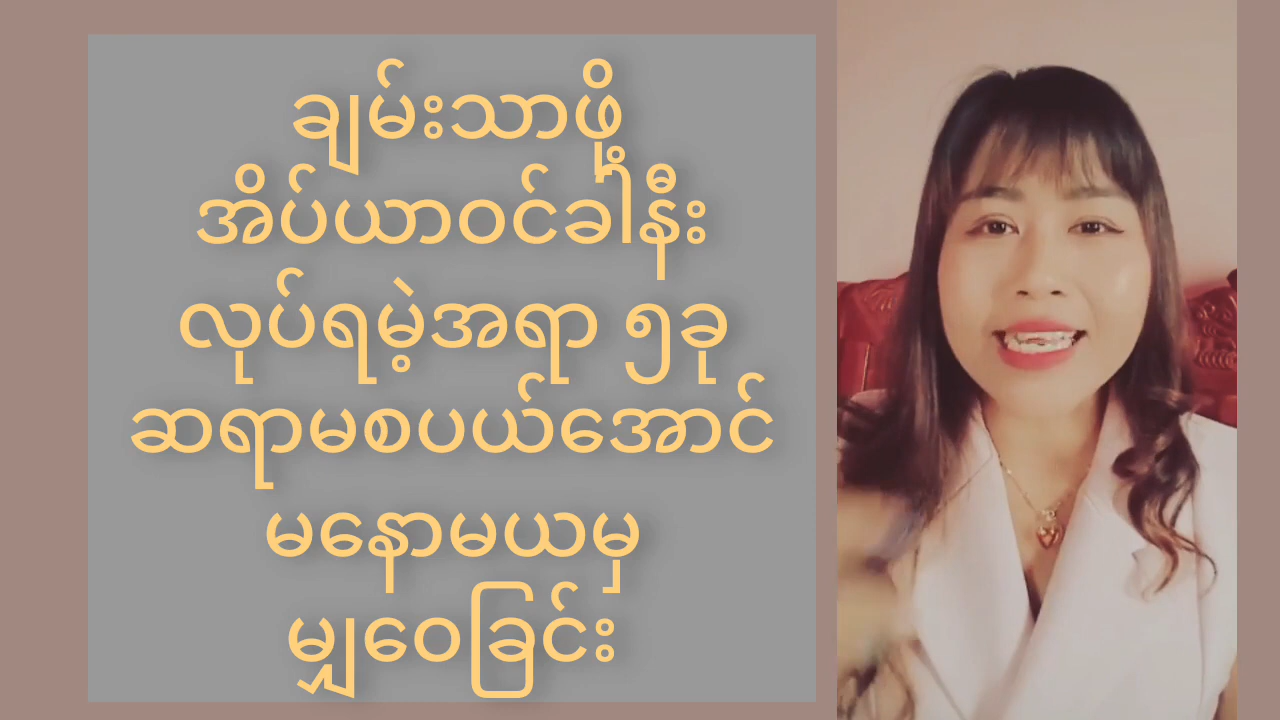 ချမ်းသာဖို့
အိပ်ယာဝင်ခါနီး
လုပ်ရမဲ့အရာ ၅ခု
ဆရာမစပယ်အောင်
မနောမယမှ
မျှဝေခြင်း